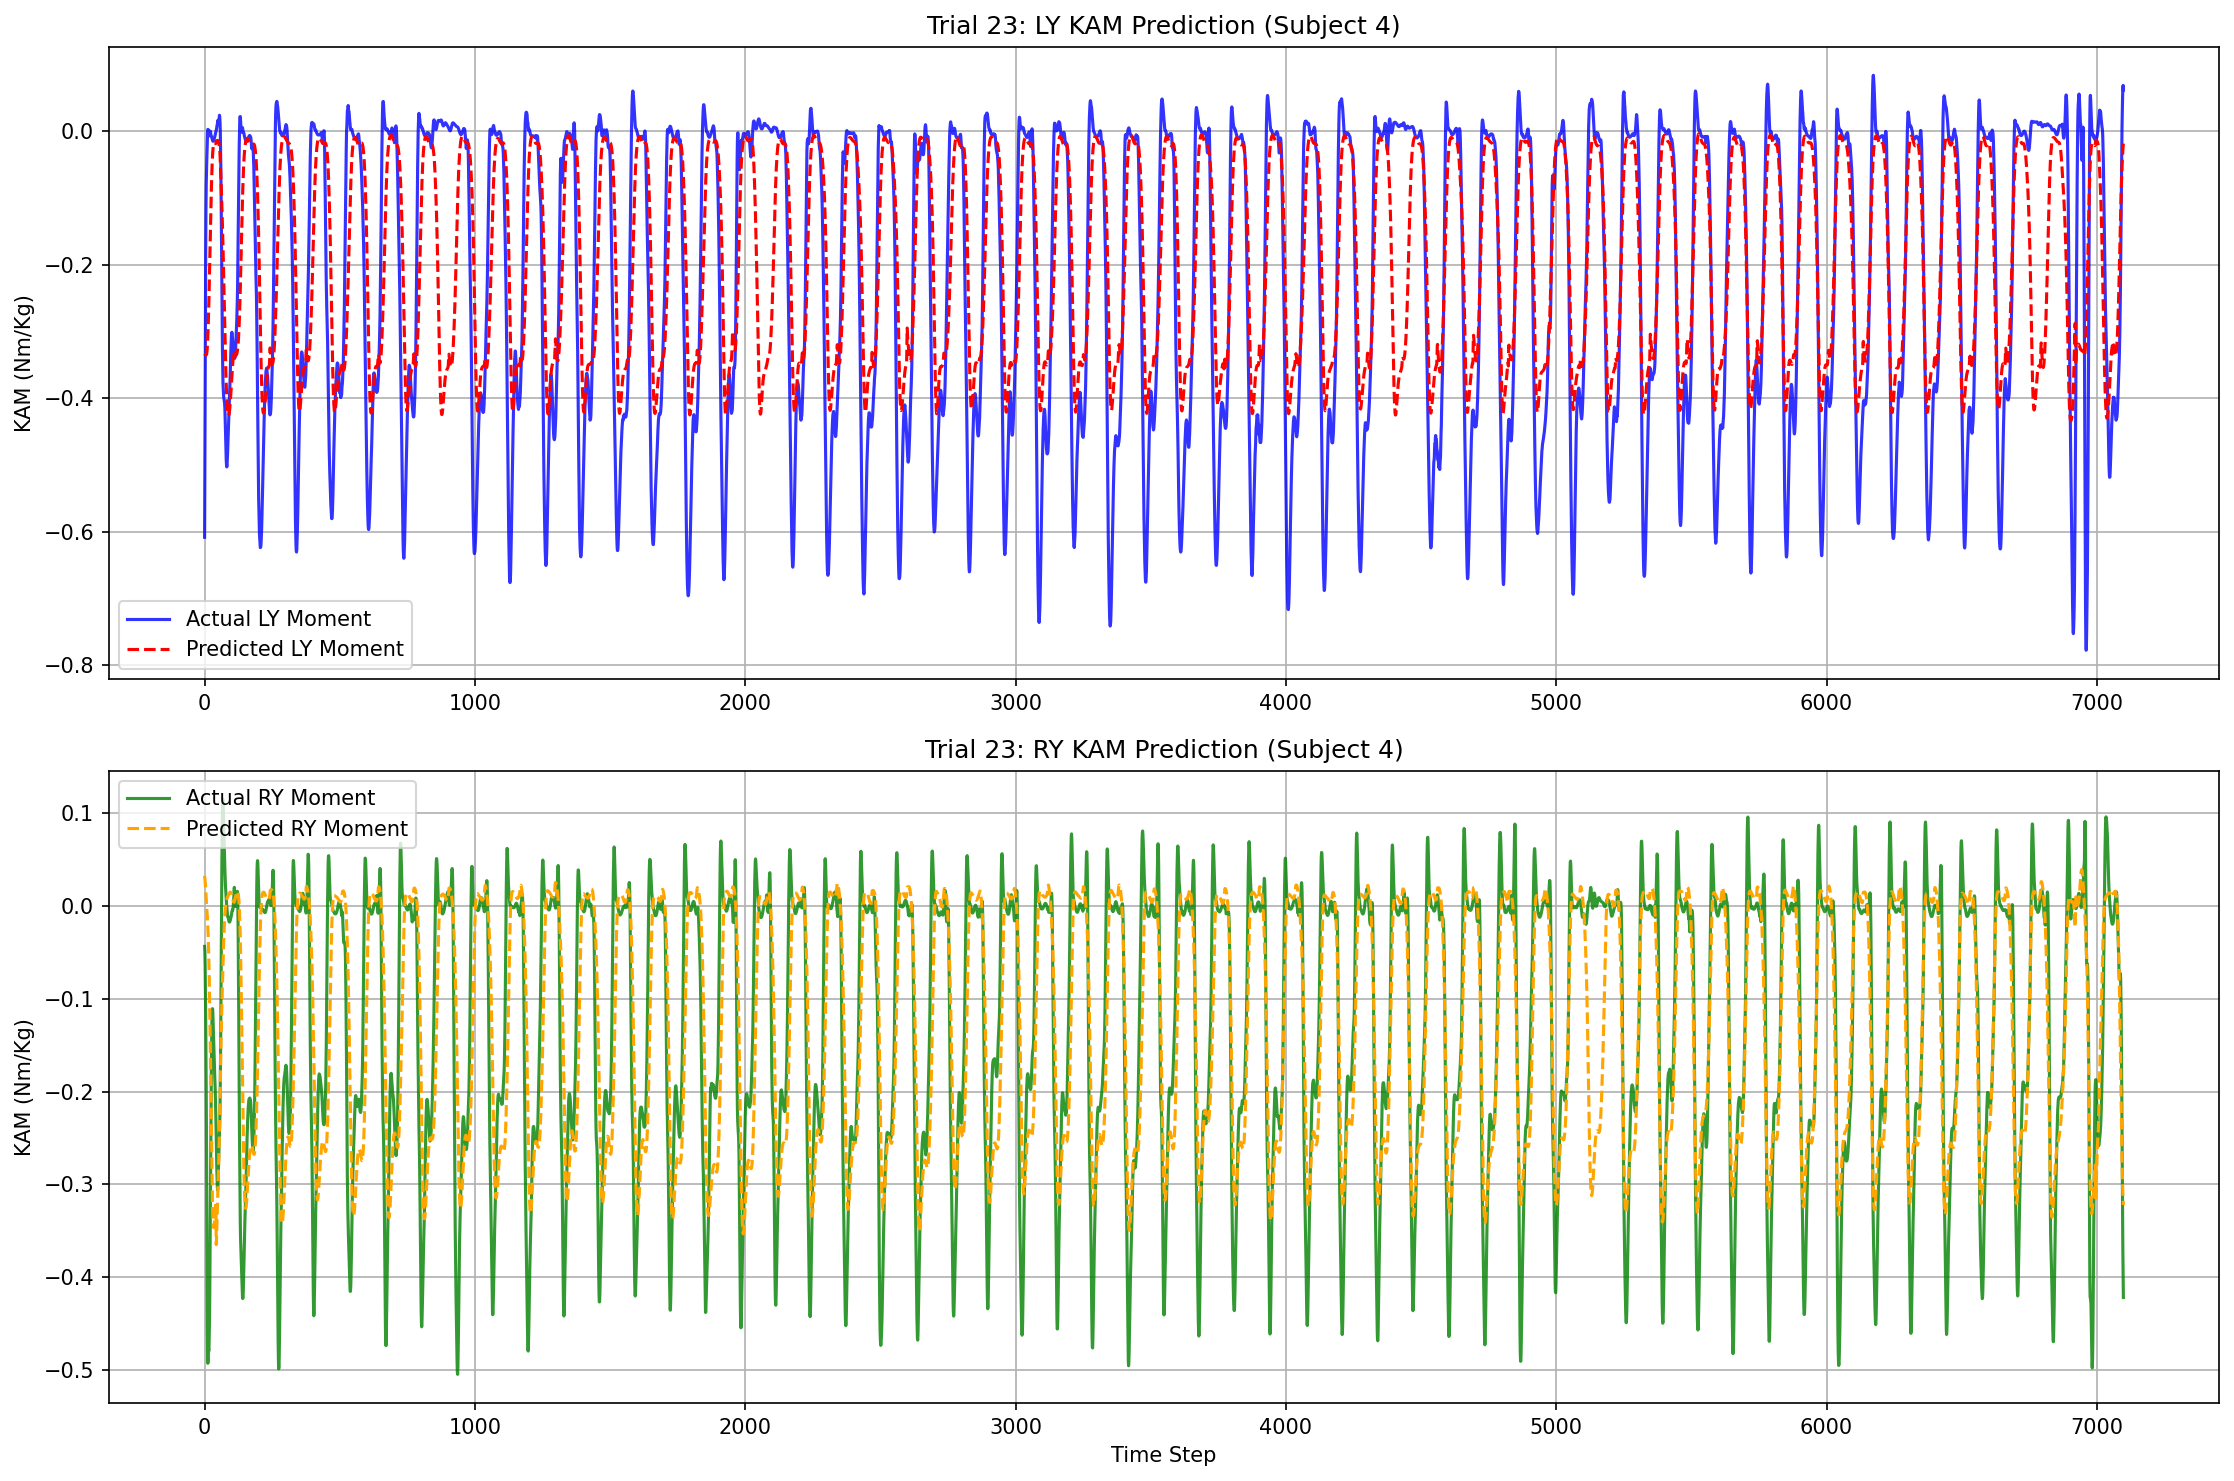 Trial 23: LY KAM Prediction (Subject 4)
KAM (Nm/Kg)
0.0
−0.2
−0.4
−0.6
−0.8
Actual LY Moment
Predicted LY Moment
0 1000 2000 3000 4000 5000 6000 7000
Trial 23: RY KAM Prediction (Subject 4)
KAM (Nm/Kg)
0.1
0.0
−0.1
−0.2
−0.3
−0.4
−0.5
Actual RY Moment
Predicted RY Moment
0 1000 2000 3000 4000 5000 6000 7000
Time Step